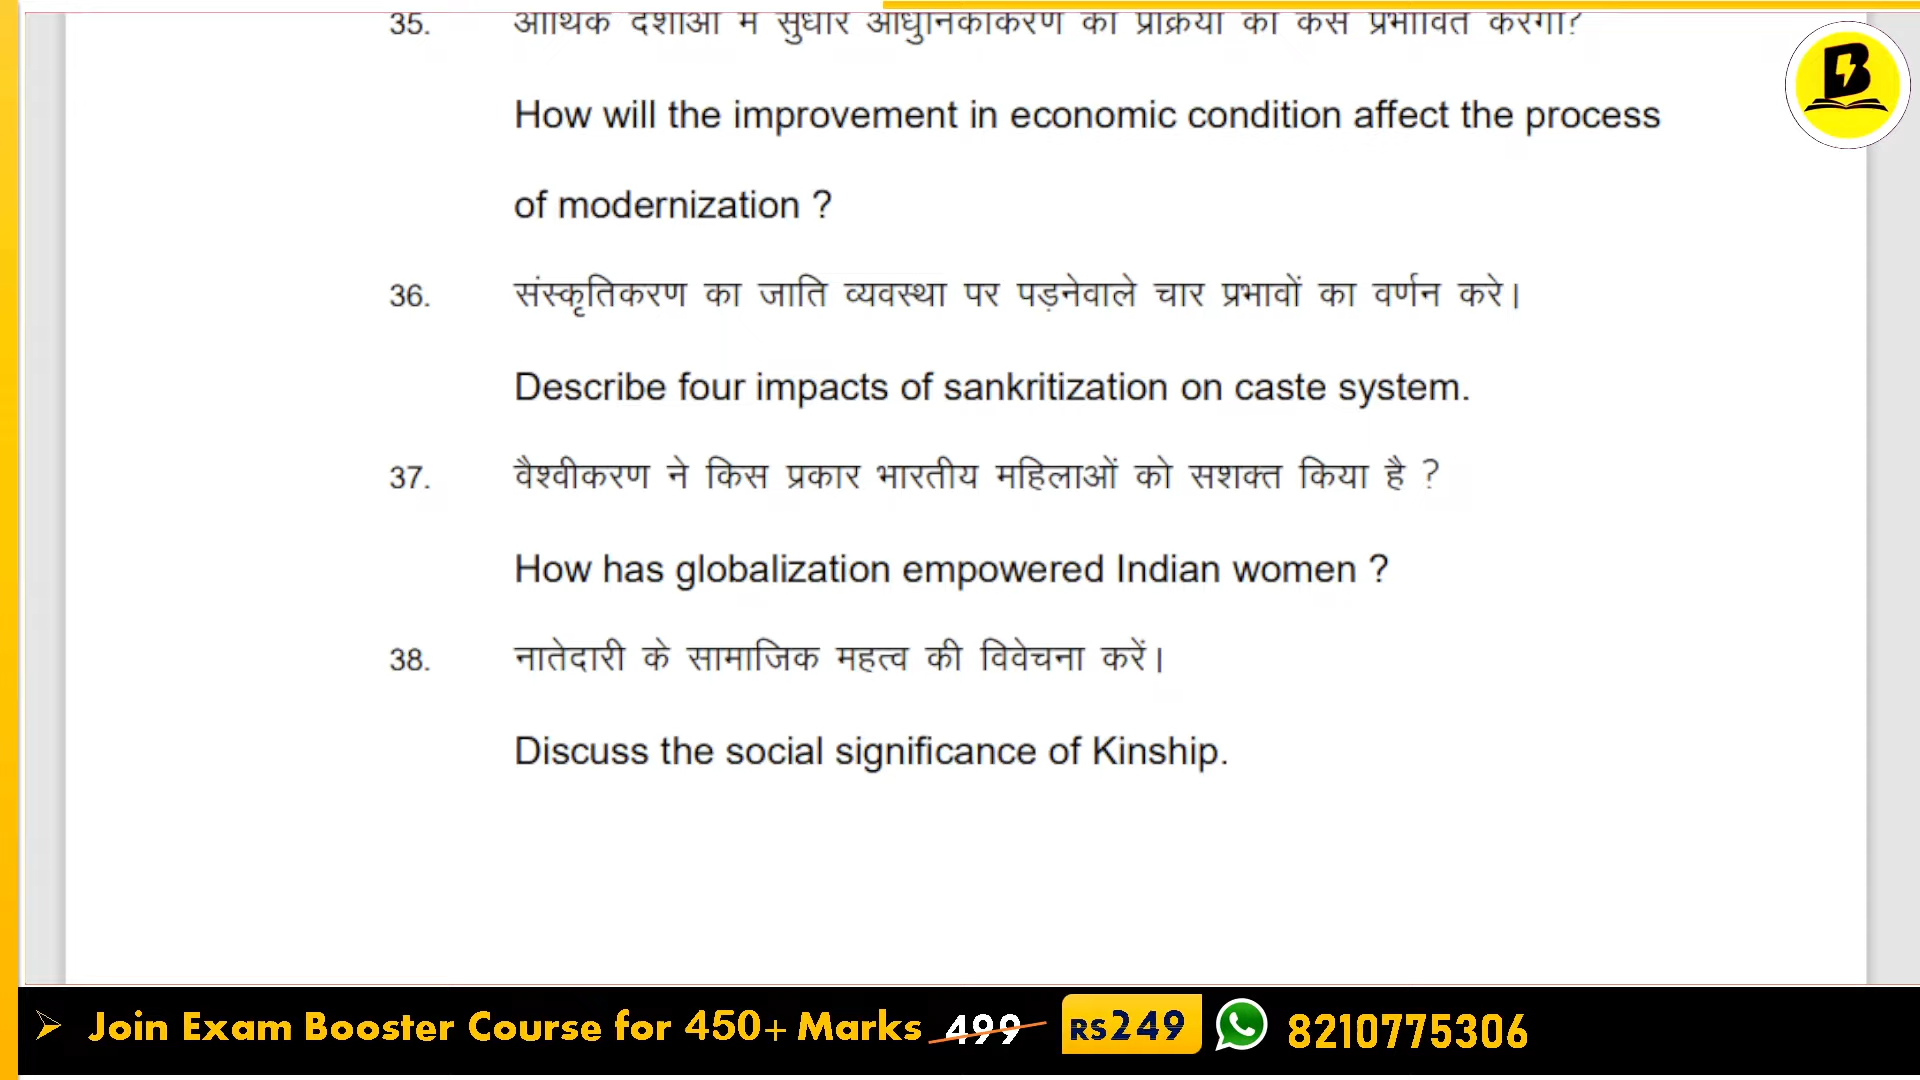 35. आर्थिक दशाओं में सुधार आधुनिकीकरण की प्रक्रिया को कैसे प्रभावित करेगी?
How will the improvement in economic condition affect the process
of modernization ?
36. संस्कृतिकरण का जाति व्यवस्था पर पड़नेवाले चार प्रभावों का वर्णन करे।
Describe four impacts of sankritization on caste system.
37. वैश्वीकरण ने किस प्रकार भारतीय महिलाओं को सशक्त किया है ?
How has globalization empowered Indian women ?
38. नातेदारी के सामाजिक महत्व की विवेचना करें।
Discuss the social significance of Kinship.
B
➢ Join Exam Booster Course for 450+ Marks 499 RS249 8210775306